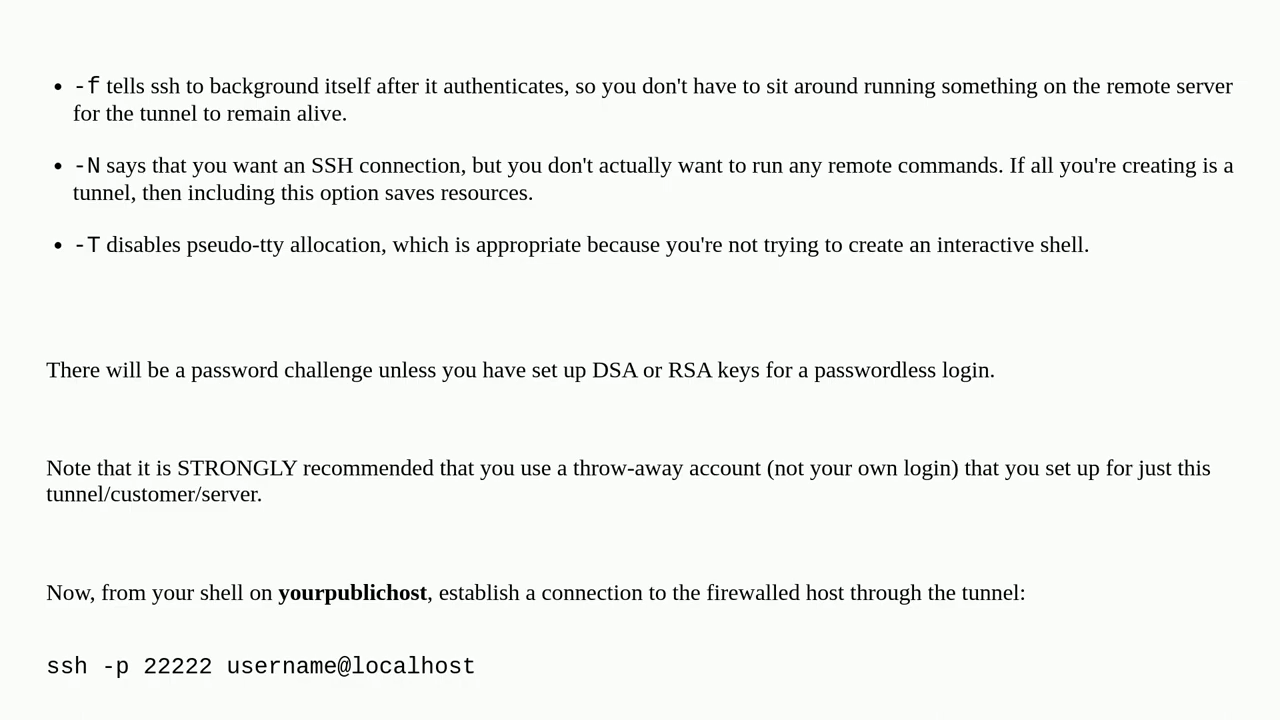 • -f tells ssh to background itself after it authenticates, so you don't have to sit around running something on the remote server
for the tunnel to remain alive.
• -N says that you want an SSH connection, but you don't actually want to run any remote commands. If all you're creating is a
tunnel, then including this option saves resources.
• -T disables pseudo-tty allocation, which is appropriate because you're not trying to create an interactive shell.
There will be a password challenge unless you have set up DSA or RSA keys for a passwordless login.
Note that it is STRONGLY recommended that you use a throw-away account (not your own login) that you set up for just this
tunnel/customer/server.
Now, from your shell on yourpublichost, establish a connection to the firewalled host through the tunnel:
ssh -p 22222 username@localhost